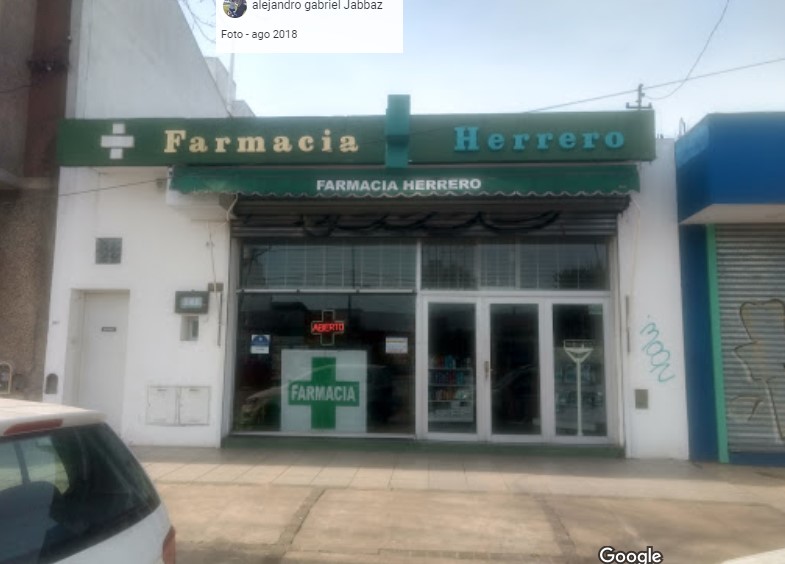 alejandro gabriel Jabbaz
Foto - ago 2018
Farmacia Herrero
FARMACIA HERRERO
ABIERTO
FARMACIA
Google